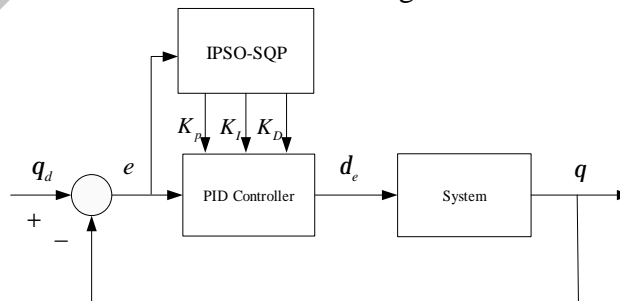 IPSO-SQP
K_p K_I K_D
q_d e d_e q
PID Controller
System
+
−